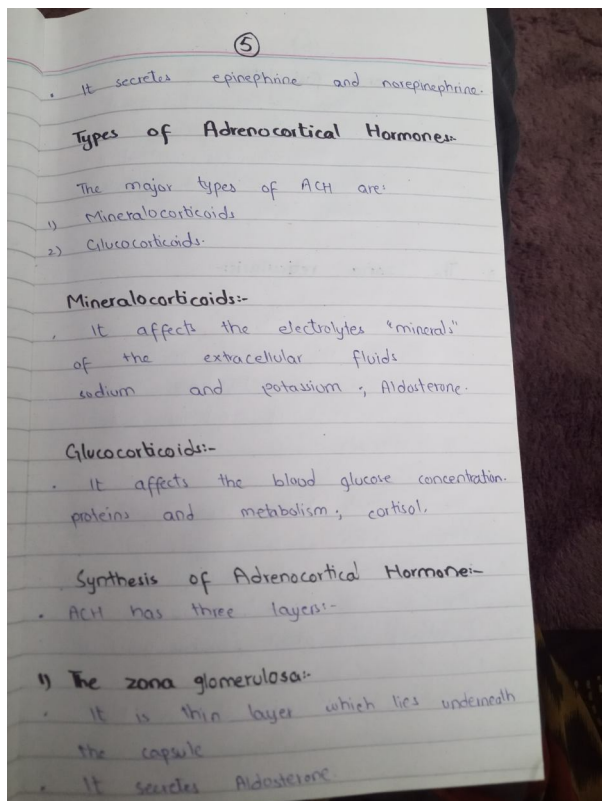 5
. It secretes epinephrine and norepinephrine.
Types of Adrenocortical Hormones:-
The major types of ACH are:
1) Mineralocorticoids
2) Glucocorticoids.
Mineralocorticoids:-
. It affects the electrolytes "minerals"
of the extracellular fluids
sodium and potassium ; Aldosterone.
Glucocorticoids:-
. It affects the blood glucose concentration.
proteins and metabolism ; cortisol.
Synthesis of Adrenocortical Hormone:-
. ACH has three layers:-
1) The zona glomerulosa:-
. It is thin layer which lies underneath
the capsule
. It secretes Aldosterone